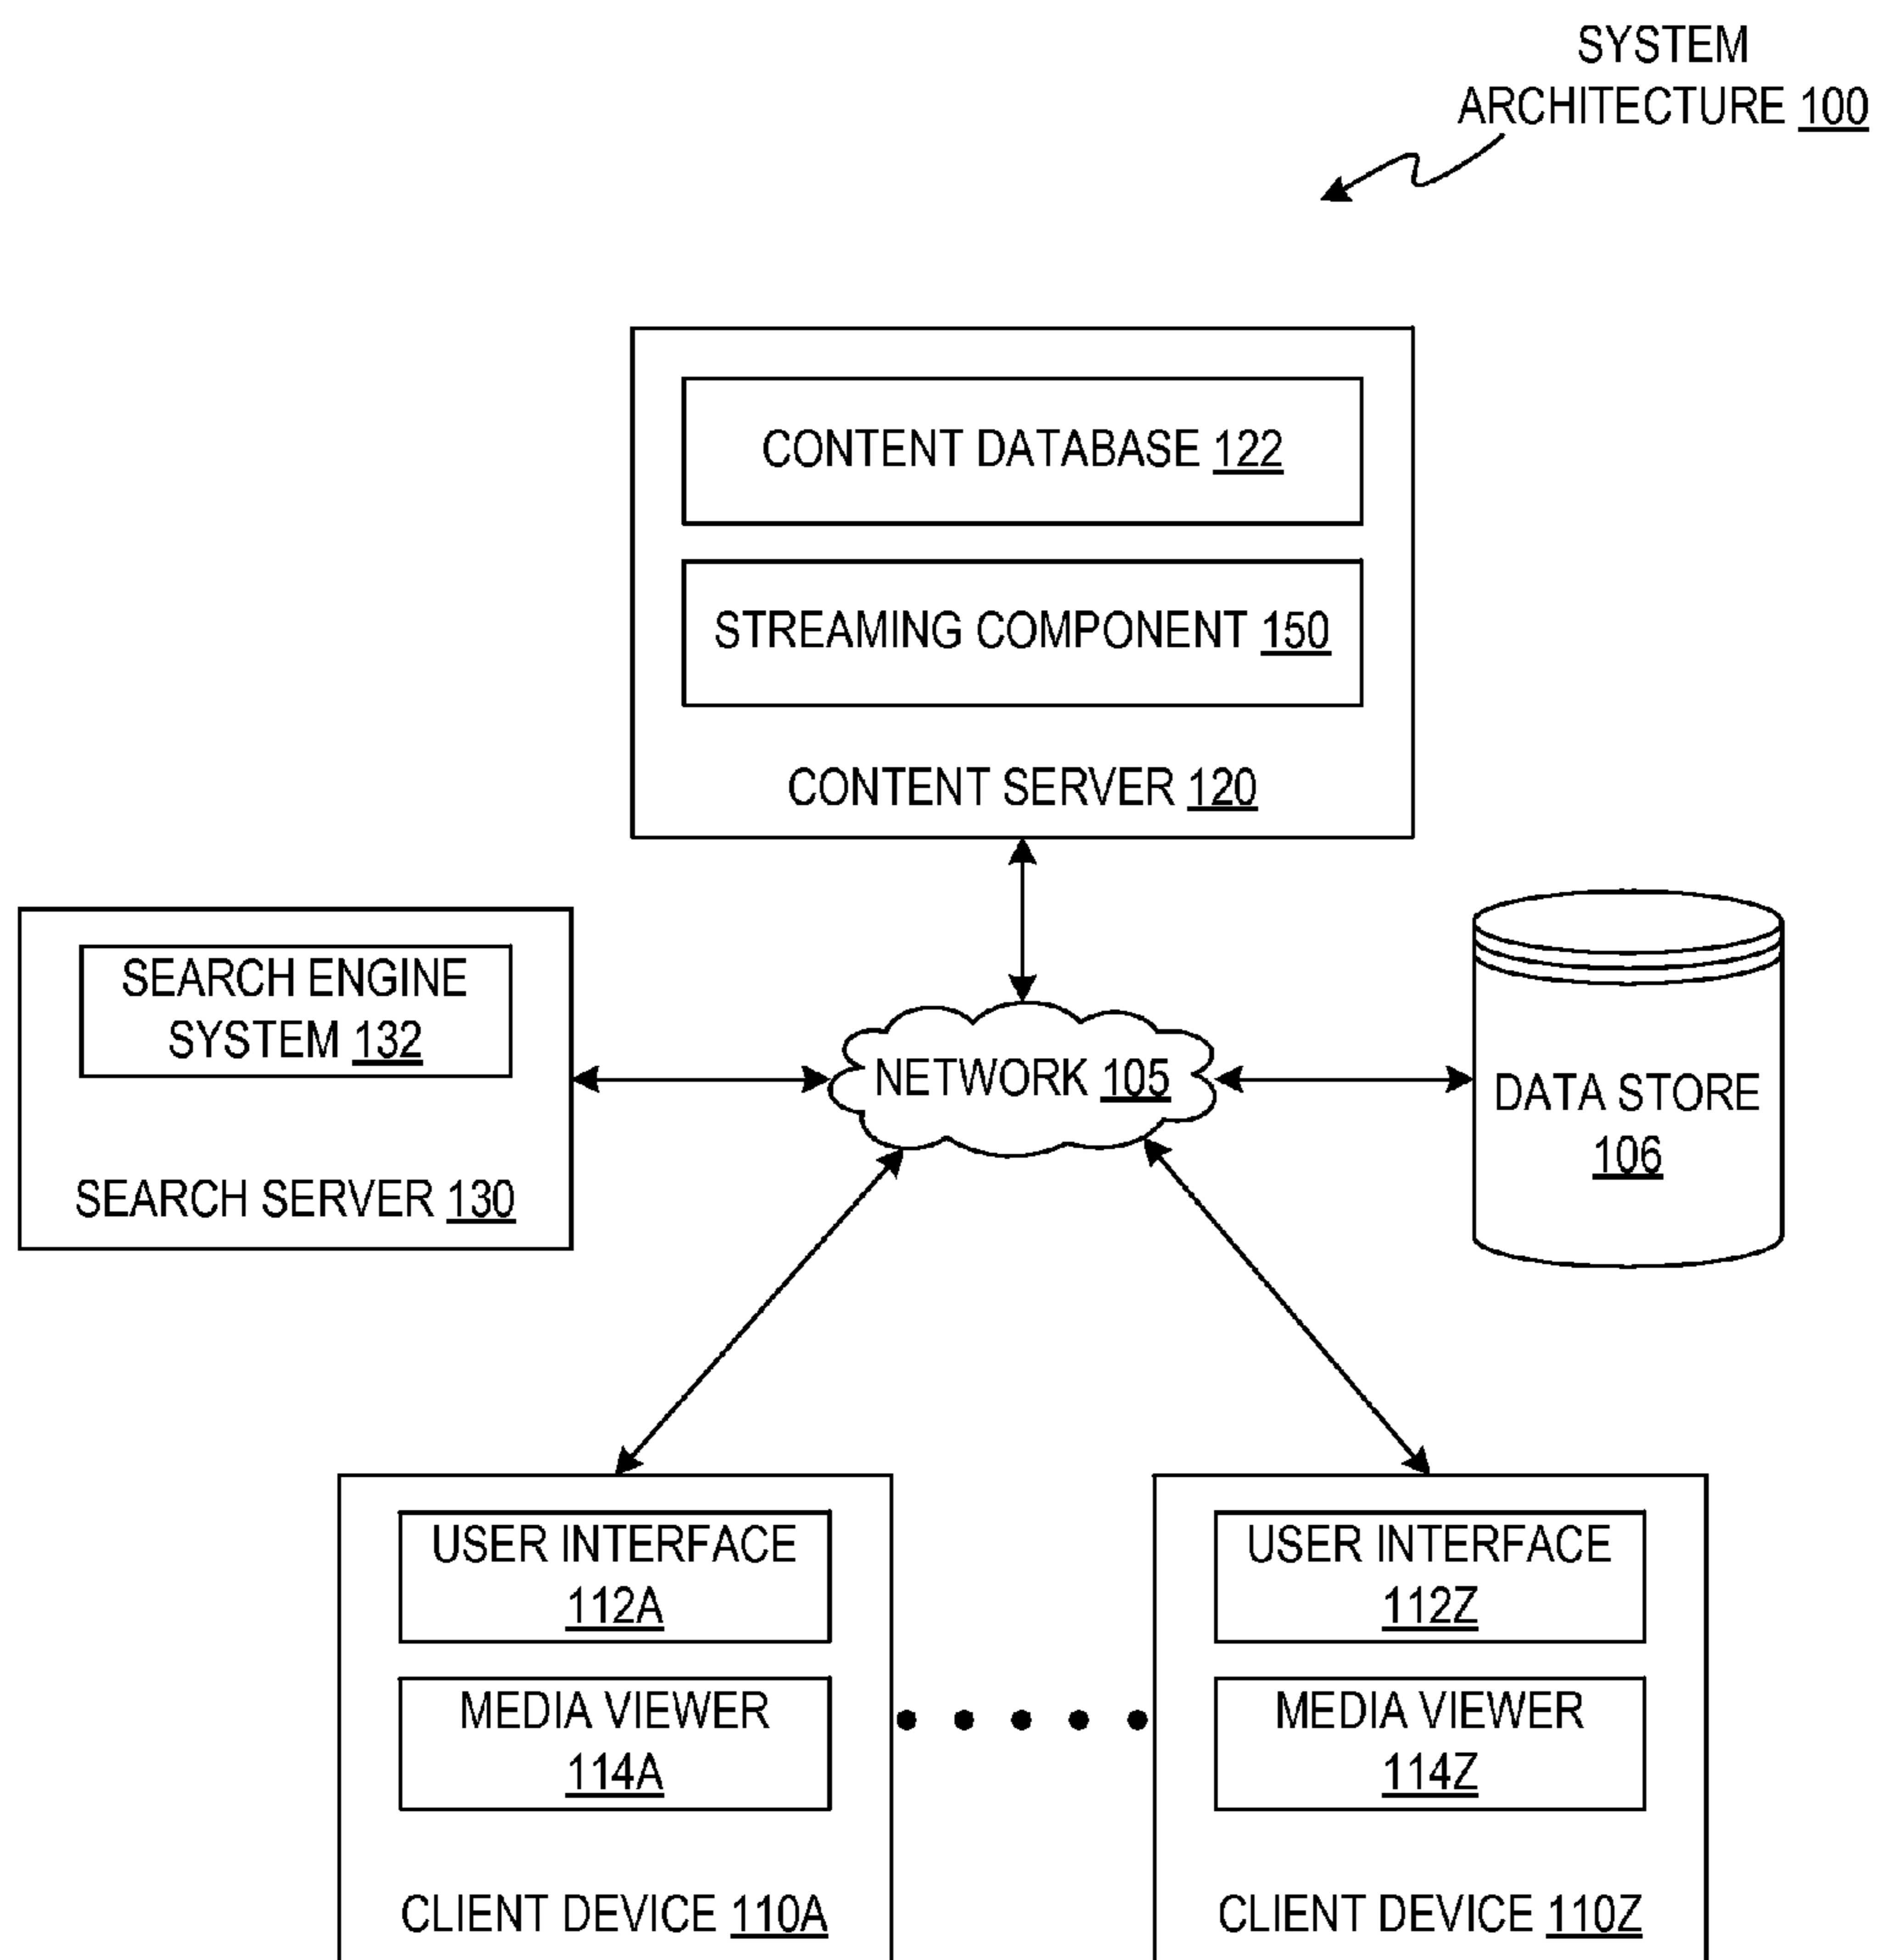 SYSTEM
ARCHITECTURE 100
CONTENT DATABASE 122
STREAMING COMPONENT 150
CONTENT SERVER 120
SEARCH ENGINE
SYSTEM 132
SEARCH SERVER 130
NETWORK 105
DATA STORE
106
USER INTERFACE
112A
MEDIA VIEWER
114A
CLIENT DEVICE 110A
USER INTERFACE
112Z
MEDIA VIEWER
114Z
CLIENT DEVICE 110Z